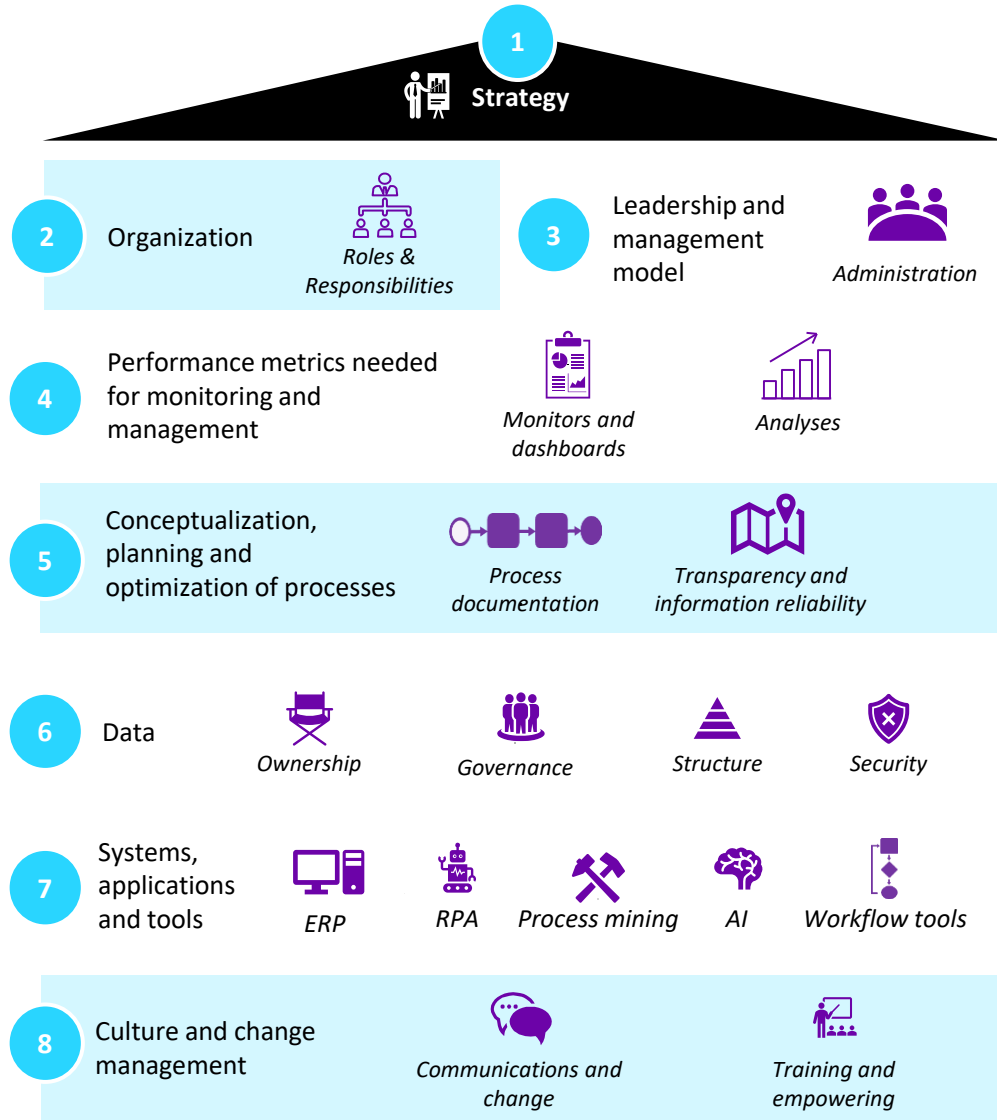 1
Strategy
2
Organization
Roles &
Responsibilities
3
Leadership and
management
model
Administration
4
Performance metrics needed
for monitoring and
management
Monitors and
dashboards
Analyses
5
Conceptualization,
planning and
optimization of processes
Process
documentation
Transparency and
information reliability
6
Data
Ownership
Governance
Structure
Security
7
Systems,
applications
and tools
ERP
RPA
Process mining
AI
Workflow tools
8
Culture and change
management
Communications and
change
Training and
empowering